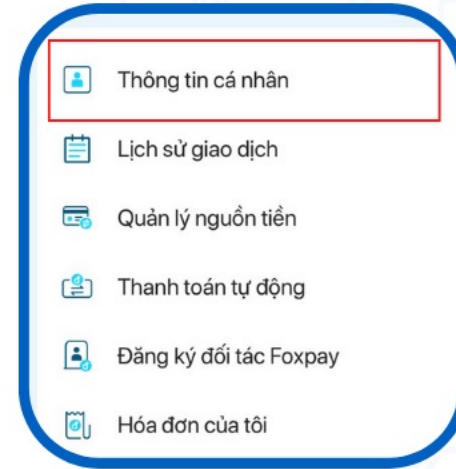 Thông tin cá nhân
Lịch sử giao dịch
Quản lý nguồn tiền
Thanh toán tự động
Đăng ký đối tác Foxpay
Hóa đơn của tôi